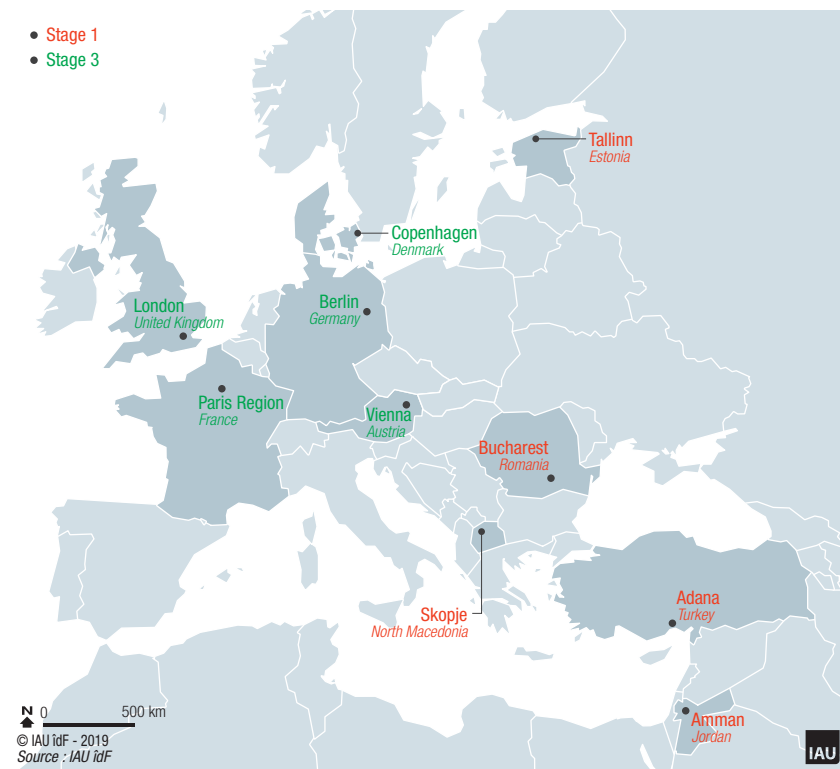 Stage 1
Stage 3
Tallinn
Estonia
Copenhagen
Denmark
London
United Kingdom
Berlin
Germany
Paris Region
France
Vienna
Austria
Bucharest
Romania
Skopje
North Macedonia
Adana
Turkey
Amman
Jordan
N 0 500 km
© IAU îdF - 2019
Source : IAU îdF
IAU